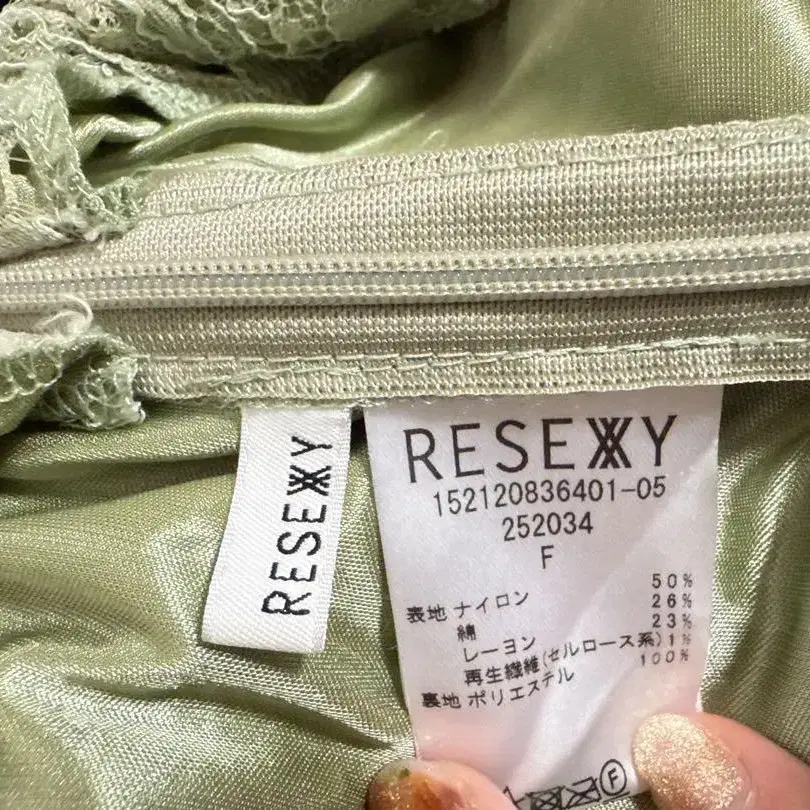 RESEXXY
RESEXXY
152120836401-05
252034
F
表地 ナイロン 50%
綿 26%
レーヨン 23%
再生繊維(セルロース系) 1%
裏地 ポリエステル 100%
F